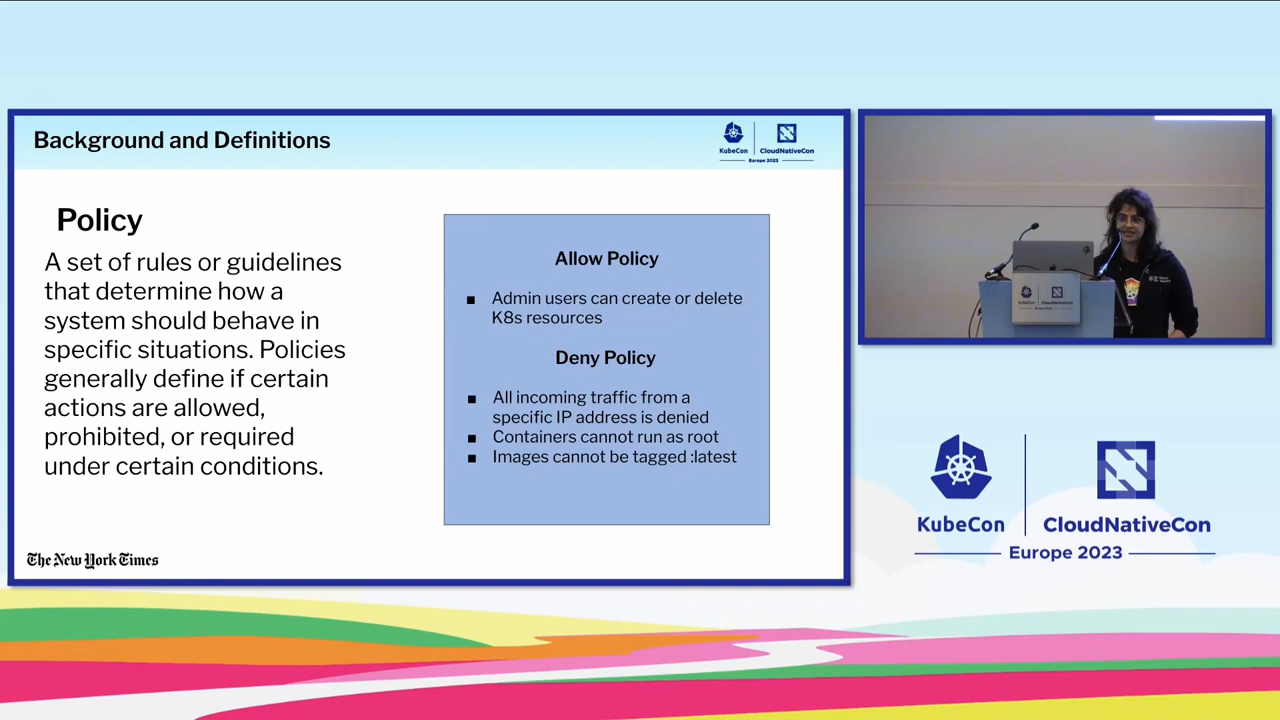 Background and Definitions
KubeCon
CloudNativeCon
Europe 2023
Policy
A set of rules or guidelines
that determine how a
system should behave in
specific situations. Policies
generally define if certain
actions are allowed,
prohibited, or required
under certain conditions.
Allow Policy
■ Admin users can create or delete
K8s resources
Deny Policy
■ All incoming traffic from a
specific IP address is denied
■ Containers cannot run as root
■ Images cannot be tagged :latest
The New York Times
KubeCon
CloudNativeCon
Europe 2023